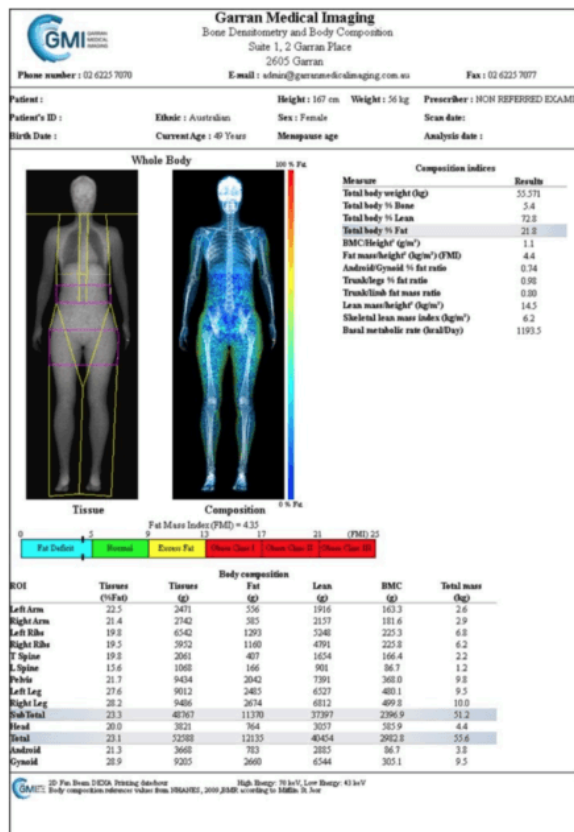 GMI GARRAN MEDICAL IMAGING
Garran Medical Imaging
Bone Densitometry and Body Composition
Suite 1, 2 Garran Place
2605 Garran
Phone number : 02 6225 7070 E-mail : admin@garranmedicalimaging.com.au Fax : 02 6225 7077
Patient : Height : 167 cm Weight : 56 kg Prescriber : NON REFERRED EXAMI
Patient's ID : Ethnic : Australian Sex : Female Scan date:
Birth Date : Current Age : 49 Years Menopause age Analysis date :
Whole Body
100 % Fat
0 % Fat
Tissue Composition
Composition indices
Measure Results
Total body weight (kg) 55.571
Total body % Bone 5.4
Total body % Lean 72.8
Total body % Fat 21.8
BMC/Height² (g/m²) 1.1
Fat mass/height² (kg/m²) (FMI) 4.4
Android/Gynoid % fat ratio 0.74
Trunk/legs % fat ratio 0.98
Trunk/limb fat mass ratio 0.80
Lean mass/height² (kg/m²) 14.5
Skeletal lean mass index (kg/m²) 6.2
Basal metabolic rate (kcal/Day) 1193.5
Fat Mass Index (FMI) = 4.35
0 5 9 13 17 21 (FMI) 25
Fat Deficit Normal Excess Fat Obese Class I Obese Class II Obese Class III
Body composition
ROI Tissues Tissues Fat Lean BMC Total mass
(%Fat) (g) (g) (g) (g) (kg)
Left Arm 22.5 2471 556 1916 163.3 2.6
Right Arm 21.4 2742 585 2157 181.6 2.9
Left Ribs 19.8 6542 1293 5248 225.3 6.8
Right Ribs 19.5 5952 1160 4791 225.8 6.2
T Spine 19.8 2061 407 1654 166.4 2.2
L Spine 15.6 1068 166 901 86.7 1.2
Pelvis 21.7 9434 2042 7391 368.0 9.8
Left Leg 27.6 9012 2485 6527 480.1 9.5
Right Leg 28.2 9486 2674 6812 499.8 10.0
SubTotal 23.3 48767 11370 37397 2396.9 51.2
Head 20.0 3821 764 3057 585.9 4.4
Total 23.1 52588 12135 40454 2982.8 55.6
Android 21.3 3668 783 2885 86.7 3.8
Gynoid 28.9 9205 2660 6544 305.1 9.5
GMI 2D Fan Beam DEXA Printing date/hour High Energy: 70 keV, Low Energy: 43 keV
Body composition references values from NHANES, 2009,BMR according to Mifflin St Jeor